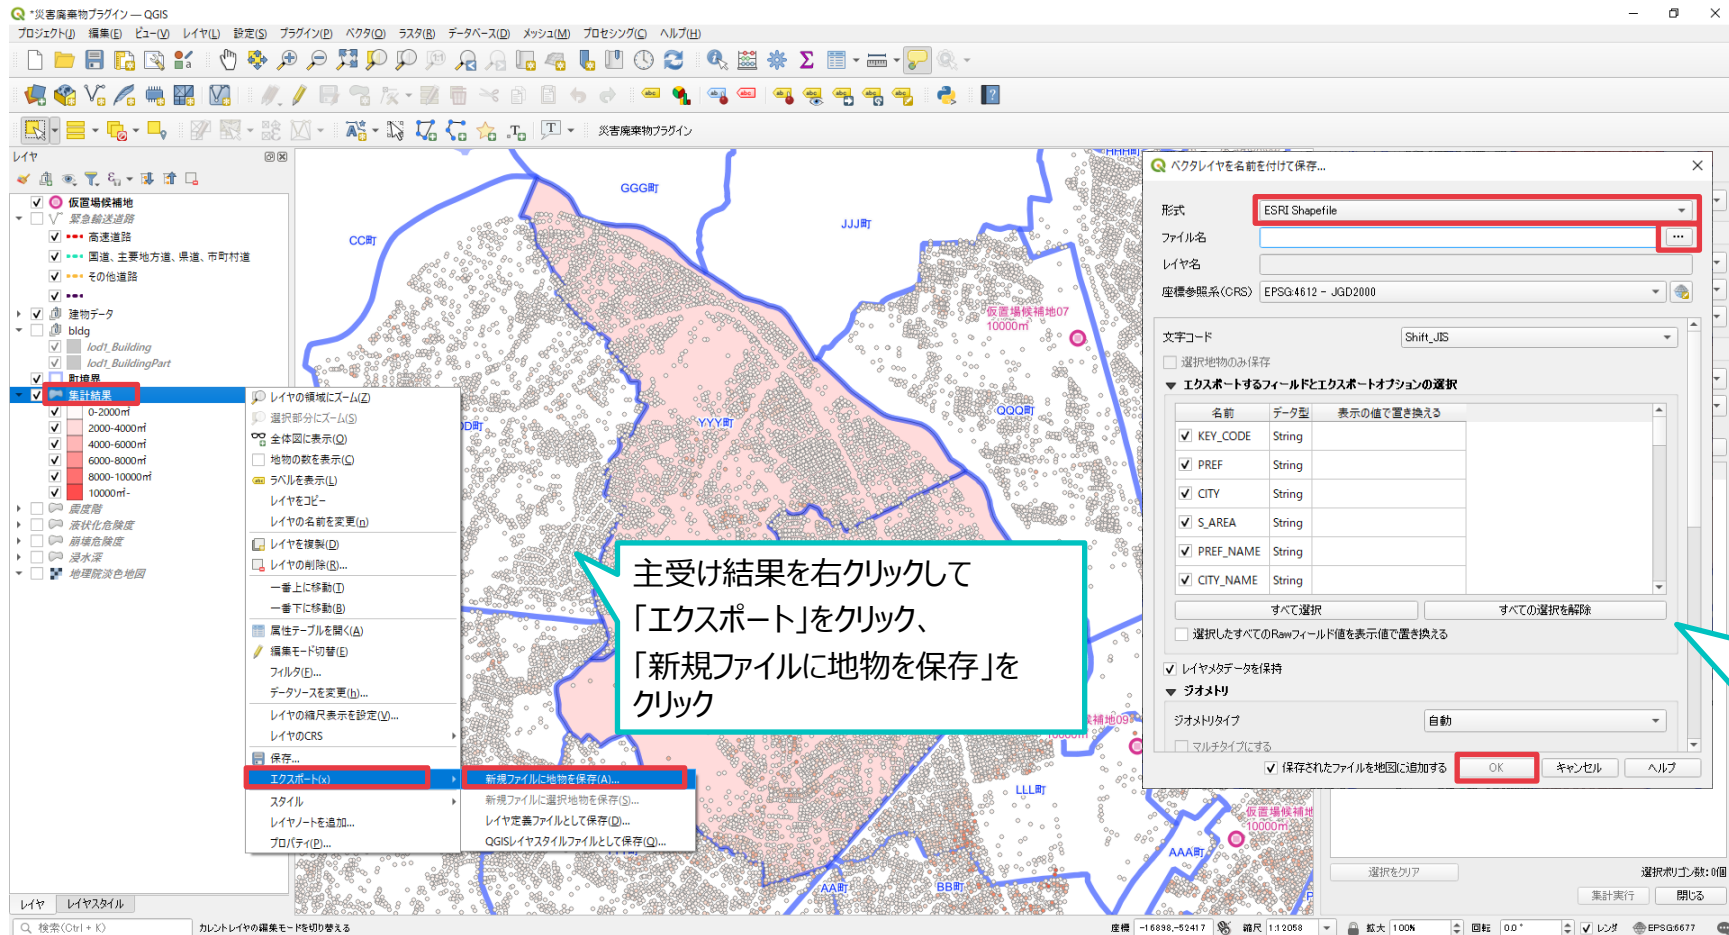 *災害廃棄物プラグイン — QGIS
プロジェクト(J) 編集(E) ビュー(V) レイヤ(L) 設定(S) プラグイン(P) ベクタ(O) ラスタ(R) データベース(D) メッシュ(M) プロセシング(C) ヘルプ(H)
災害廃棄物プラグイン
レイヤ
仮置場候補地
緊急輸送道路
高速道路
国道、主要地方道、県道、市町村道
その他道路
建物データ
bldg
lod1_Building
lod1_BuildingPart
町境界
集計結果
0-2000㎡
2000-4000㎡
4000-6000㎡
6000-8000㎡
8000-10000㎡
10000㎡-
震度階
液状化危険度
崩壊危険度
浸水深
地理院淡色地図
レイヤの領域にズーム(Z)
選択部分にズーム(S)
全体図に表示(O)
地物の数を表示(C)
ラベルを表示(L)
レイヤをコピー
レイヤの名前を変更(n)
レイヤを複製(D)
レイヤの削除(R)...
一番上に移動(T)
一番下に移動(B)
属性テーブルを開く(A)
編集モード切替(E)
フィルタ(F)...
データソースを変更(h)...
レイヤの縮尺表示を設定(V)...
レイヤのCRS
保存...
エクスポート(x)
スタイル
レイヤノートを追加...
プロパティ(P)...
新規ファイルに地物を保存(A)...
新規ファイルに選択地物を保存(S)...
レイヤ定義ファイルとして保存(D)...
QGISレイヤスタイルファイルとして保存(Q)...
GGG町
CC町
JJJ町
HHH町
仮置場候補地07
10000㎡
QQQ町
YYY町
DD町
LLL町
仮置場候補地
10000㎡
AAA町
AA町
BB町
主受け結果を右クリックして
「エクスポート」をクリック、
「新規ファイルに地物を保存」を
クリック
ベクタレイヤを名前を付けて保存...
形式 ESRI Shapefile
ファイル名 ...
レイヤ名
座標参照系(CRS) EPSG:4612 - JGD2000
文字コード Shift_JIS
選択地物のみ保存
エクスポートするフィールドとエクスポートオプションの選択
名前 データ型 表示の値で置き換える
KEY_CODE String
PREF String
CITY String
S_AREA String
PREF_NAME String
CITY_NAME String
すべて選択 すべての選択を解除
選択したすべてのRawフィールド値を表示値で置き換える
レイヤメタデータを保持
ジオメトリ
ジオメトリタイプ 自動
マルチタイプにする
保存されたファイルを地図に追加する OK キャンセル ヘルプ
選択をクリア 選択ポリゴン数: 0個
集計実行 閉じる
レイヤ レイヤスタイル
検索(Ctrl + K) カレントレイヤの編集モードを切り替える 座標 -16898,-52417 縮尺 1:12058 拡大 100% 回転 0.0° レンダ EPSG:6677